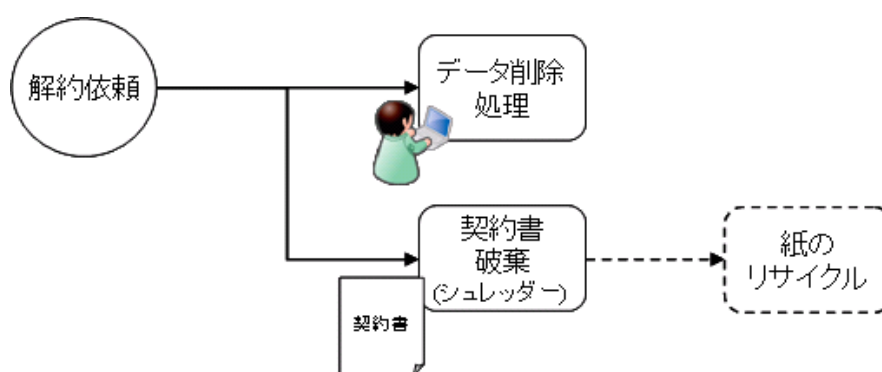 解約依頼
データ削除
処理
契約書
破棄
(シュレッダー)
契約書
紙の
リサイクル